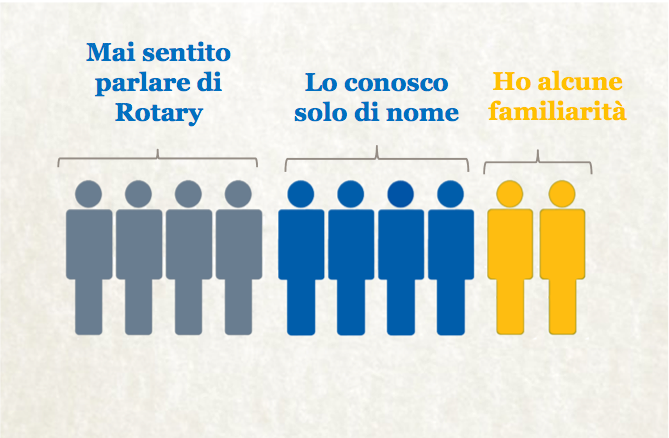 Mai sentito
parlare di
Rotary
Lo conosco
solo di nome
Ho alcune
familiarità